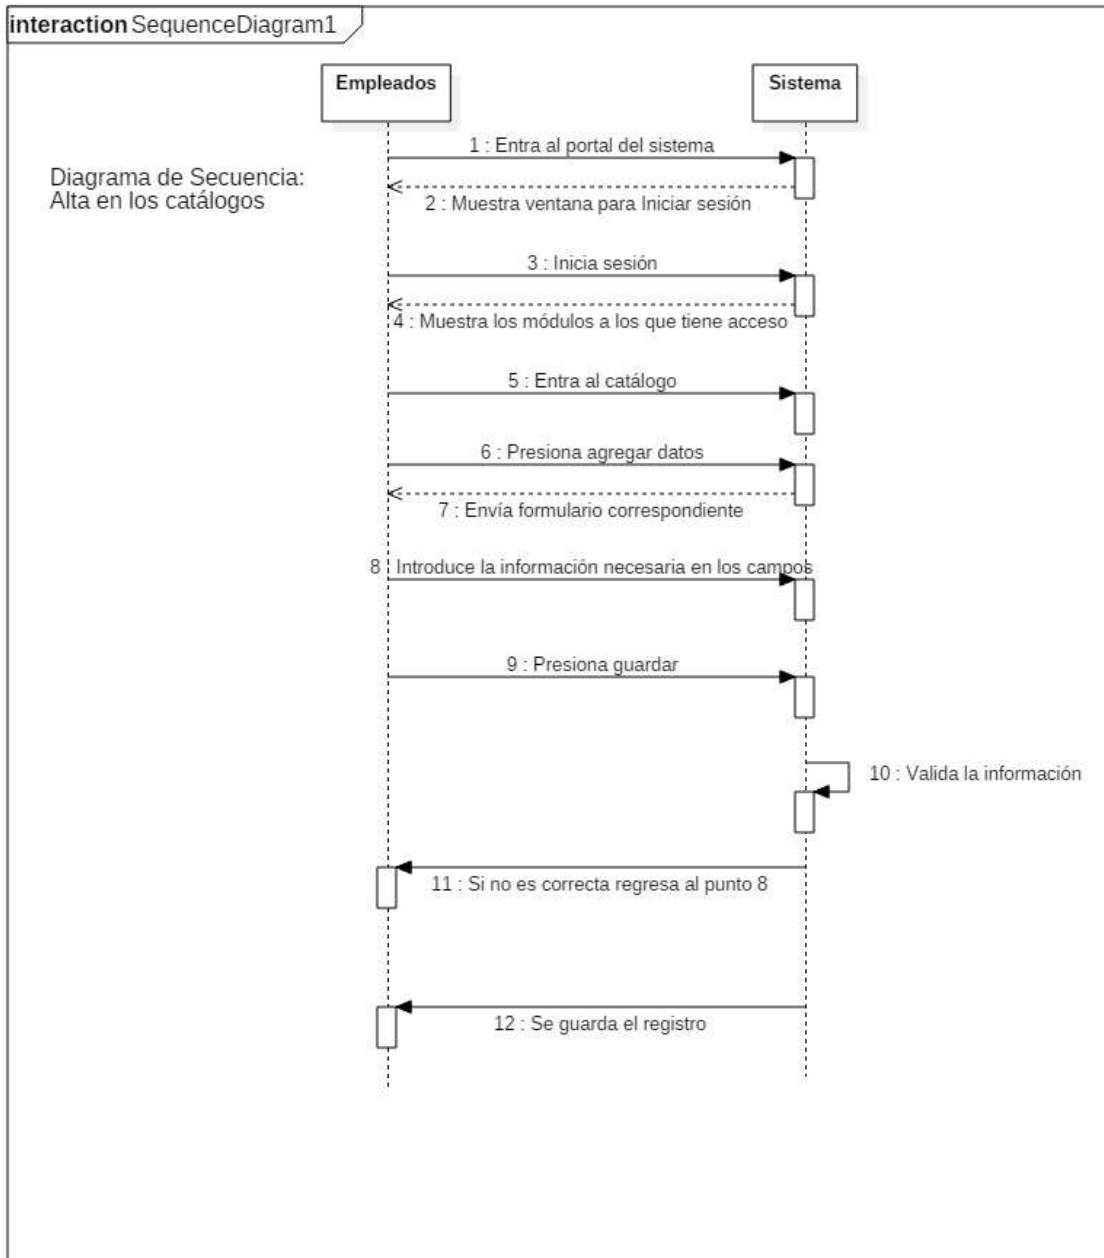 interaction SequenceDiagram1
Empleados
Sistema
1 : Entra al portal del sistema
Diagrama de Secuencia:
Alta en los catálogos
2 : Muestra ventana para Iniciar sesión
3 : Inicia sesión
4 : Muestra los módulos a los que tiene acceso
5 : Entra al catálogo
6 : Presiona agregar datos
7 : Envía formulario correspondiente
8 : Introduce la información necesaria en los campos
9 : Presiona guardar
10 : Valida la información
11 : Si no es correcta regresa al punto 8
12 : Se guarda el registro